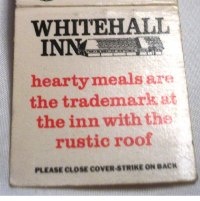 WHITEHALL
INN
hearty meals are
the trademark at
the inn with the
rustic roof
PLEASE CLOSE COVER-STRIKE ON BACK